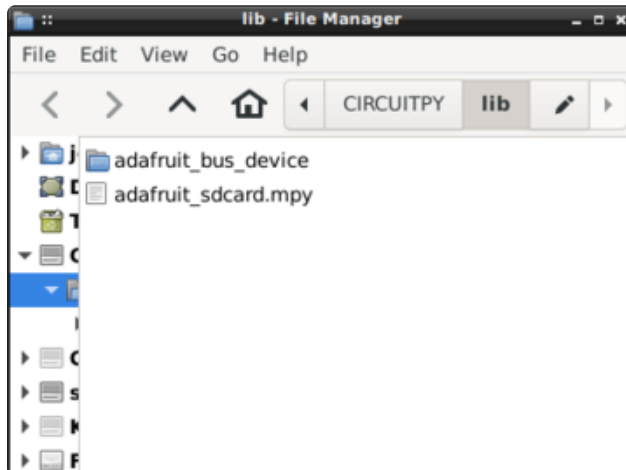 lib - File Manager
File Edit View Go Help
CIRCUITPY lib
adafruit_bus_device
adafruit_sdcard.mpy